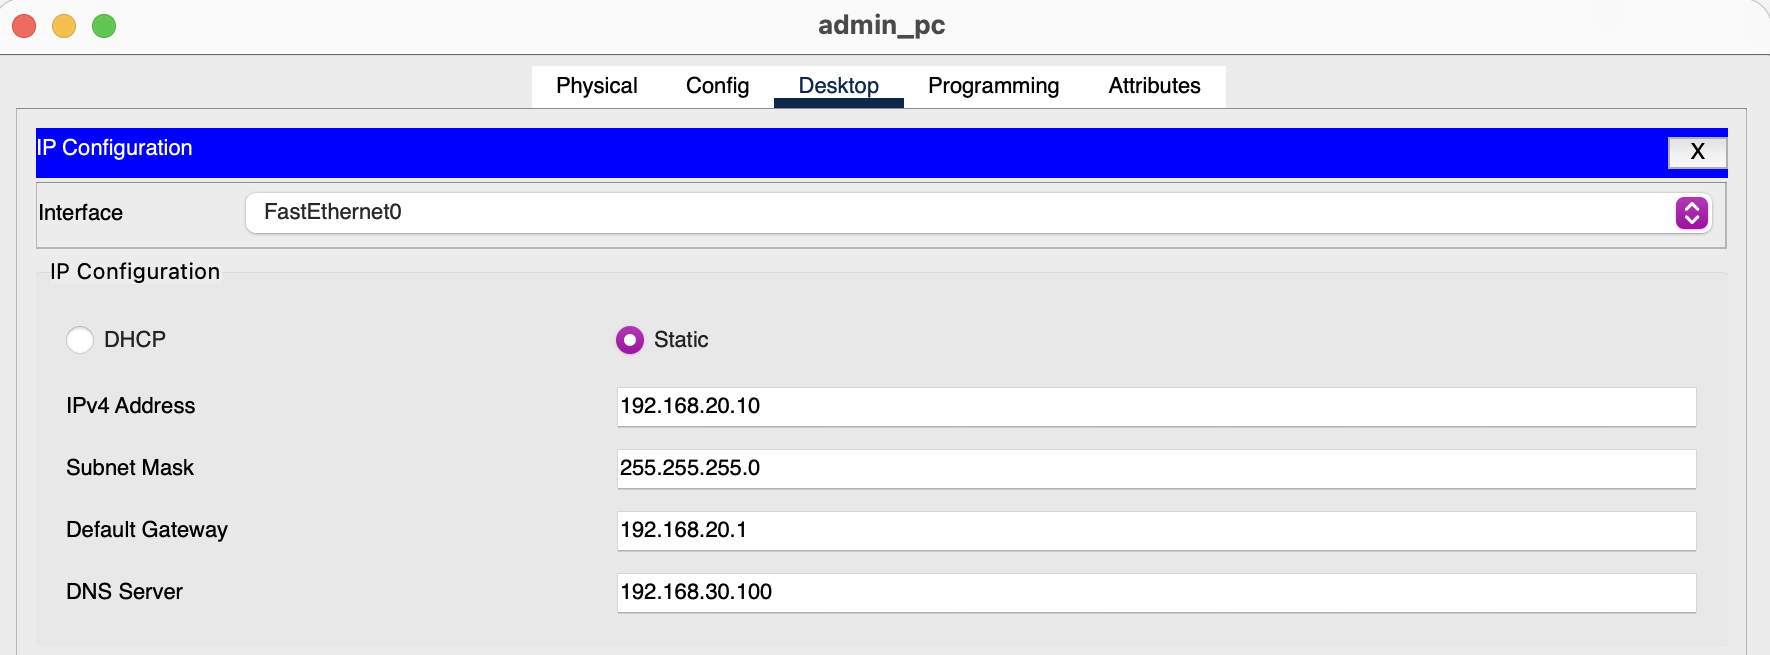 admin_pc
Physical Config Desktop Programming Attributes
IP Configuration X
Interface FastEthernet0
IP Configuration
DHCP Static
IPv4 Address 192.168.20.10
Subnet Mask 255.255.255.0
Default Gateway 192.168.20.1
DNS Server 192.168.30.100